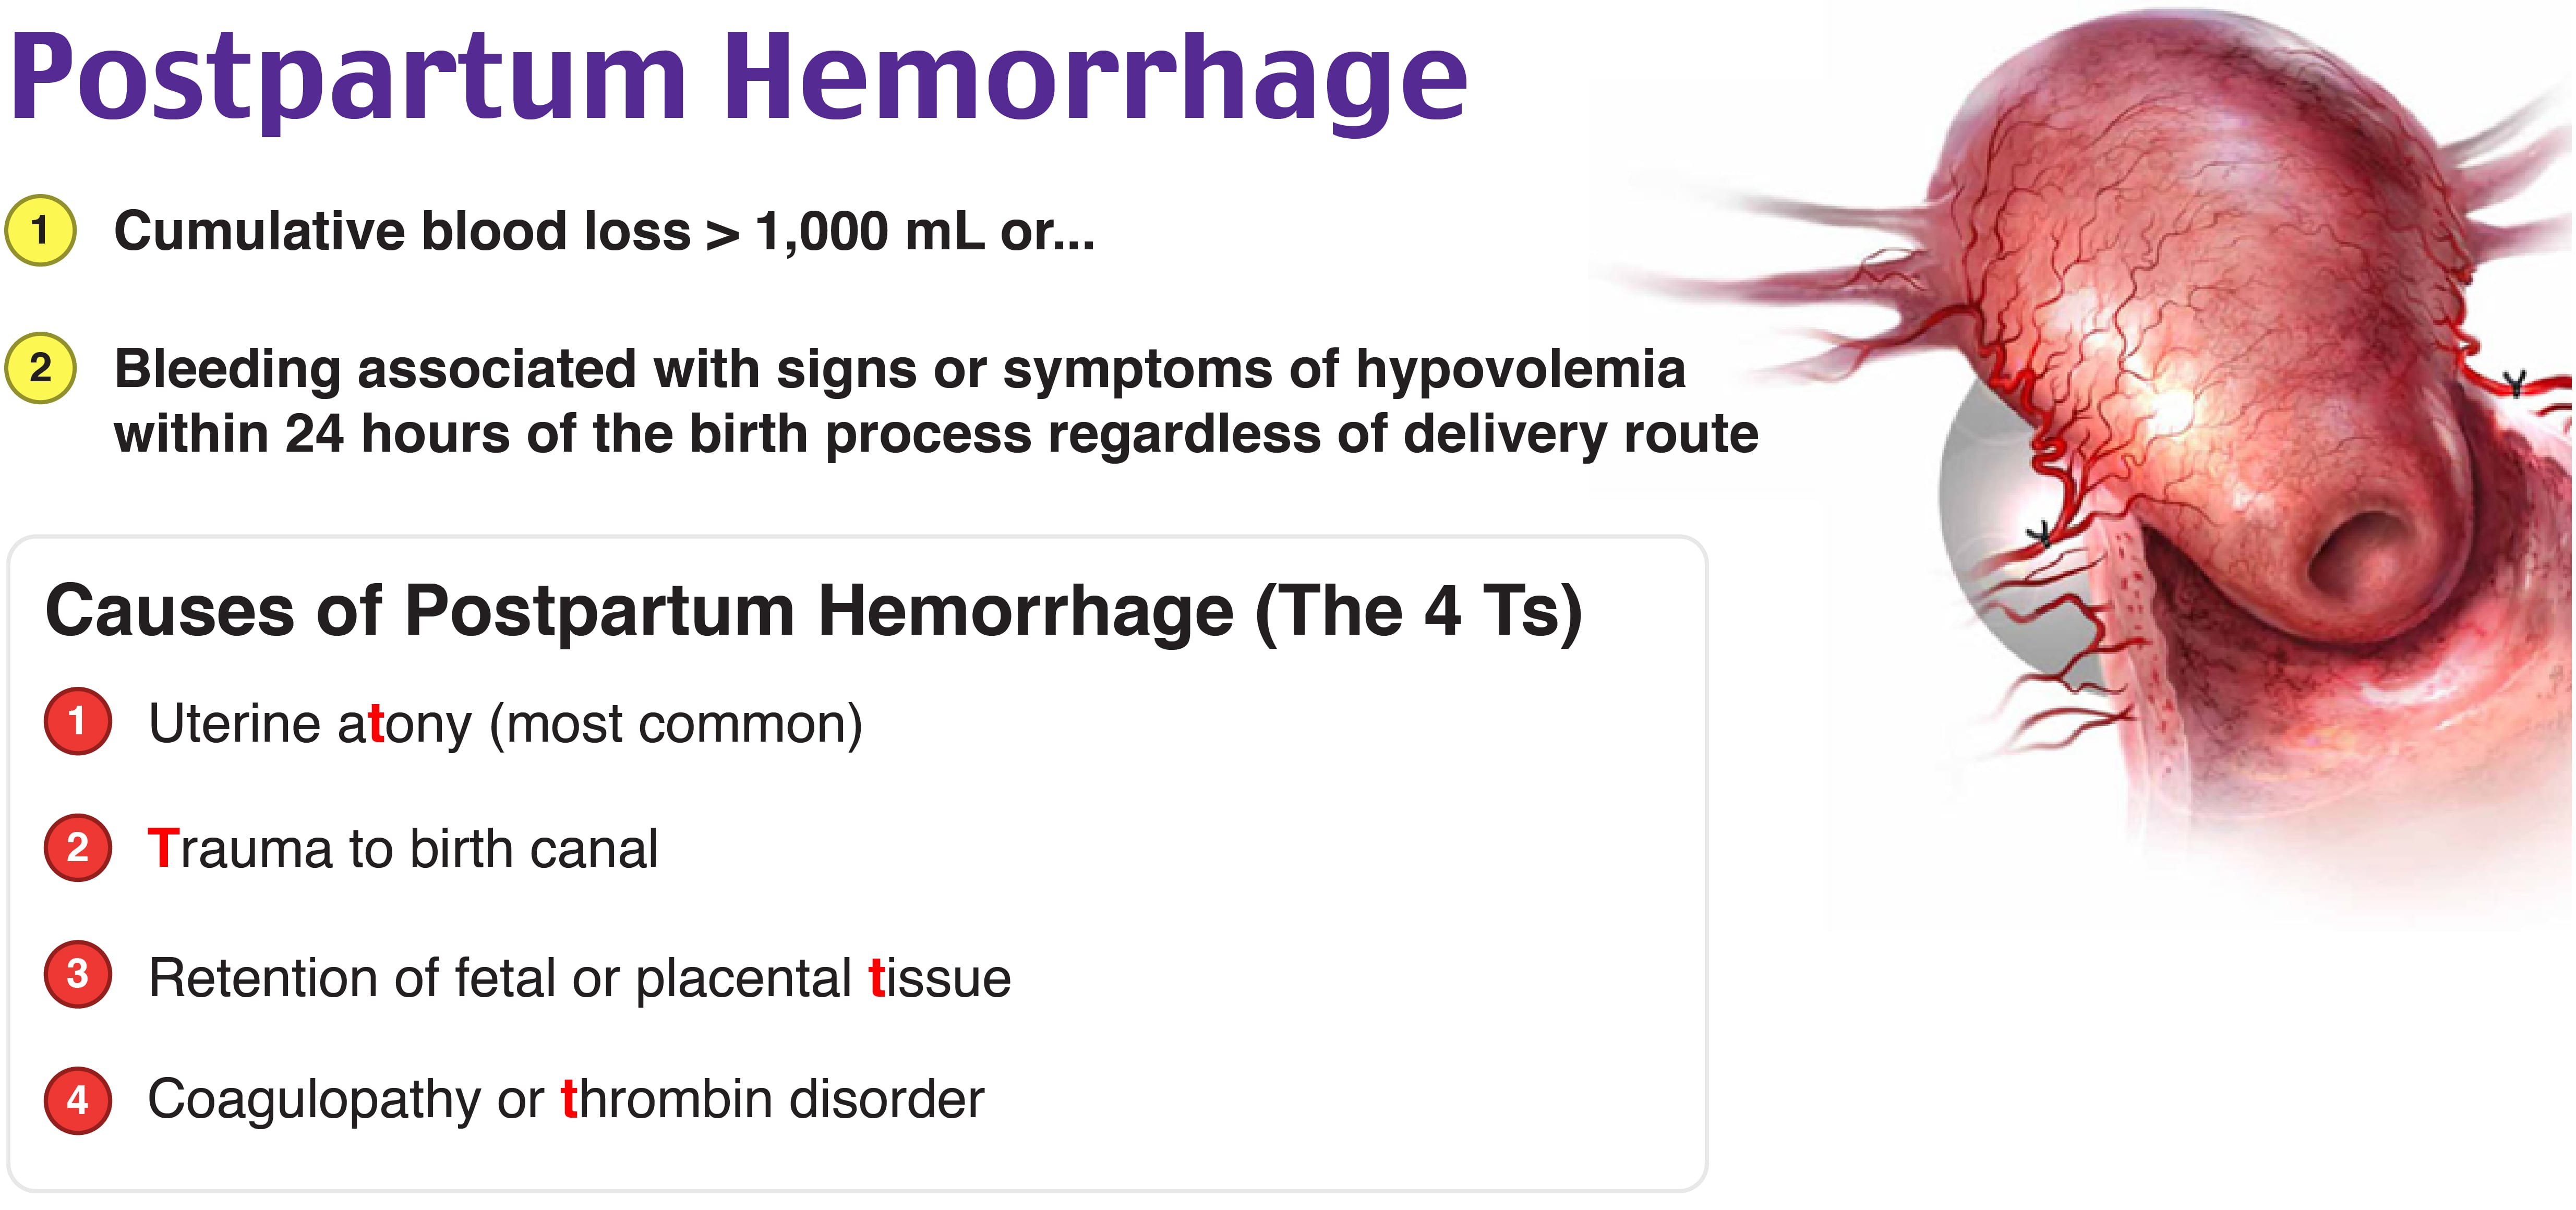 Postpartum Hemorrhage
1 Cumulative blood loss > 1,000 mL or...
2 Bleeding associated with signs or symptoms of hypovolemia
within 24 hours of the birth process regardless of delivery route
Causes of Postpartum Hemorrhage (The 4 Ts)
1 Uterine atony (most common)
2 Trauma to birth canal
3 Retention of fetal or placental tissue
4 Coagulopathy or thrombin disorder